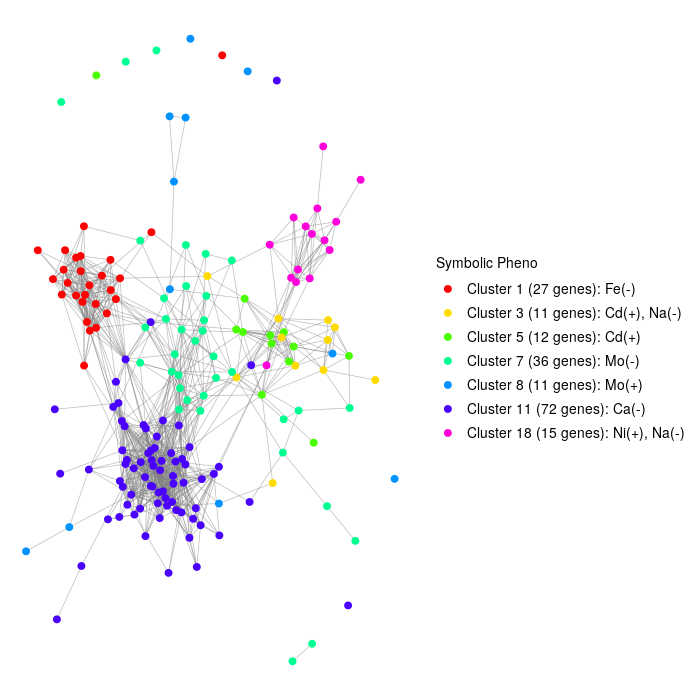 Symbolic Pheno
Cluster 1 (27 genes): Fe(-)
Cluster 3 (11 genes): Cd(+), Na(-)
Cluster 5 (12 genes): Cd(+)
Cluster 7 (36 genes): Mo(-)
Cluster 8 (11 genes): Mo(+)
Cluster 11 (72 genes): Ca(-)
Cluster 18 (15 genes): Ni(+), Na(-)